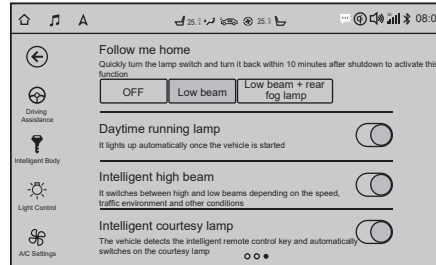 25.5 25.5 08:0
Follow me home
Quickly turn the lamp switch and turn it back within 10 minutes after shutdown to activate this
function
OFF Low beam Low beam + rear
fog lamp
Driving
Assistance
Daytime running lamp
It lights up automatically once the vehicle is started
Intelligent Body
Intelligent high beam
It switches between high and low beams depending on the speed,
traffic environment and other conditions
Light Control
Intelligent courtesy lamp
The vehicle detects the intelligent remote control key and automatically
switches on the courtesy lamp
A/C Settings